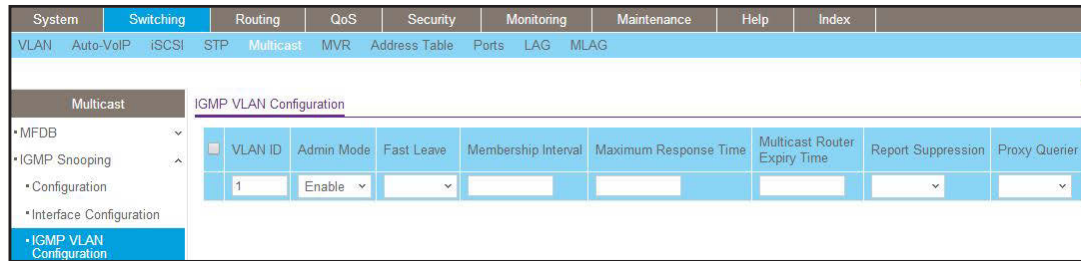 System Switching Routing QoS Security Monitoring Maintenance Help Index
VLAN Auto-VoIP iSCSI STP Multicast MVR Address Table Ports LAG MLAG
Multicast
IGMP VLAN Configuration
• MFDB
• IGMP Snooping
• Configuration
• Interface Configuration
• IGMP VLAN
Configuration
VLAN ID Admin Mode Fast Leave Membership Interval Maximum Response Time Multicast Router
Expiry Time Report Suppression Proxy Querier
1 Enable